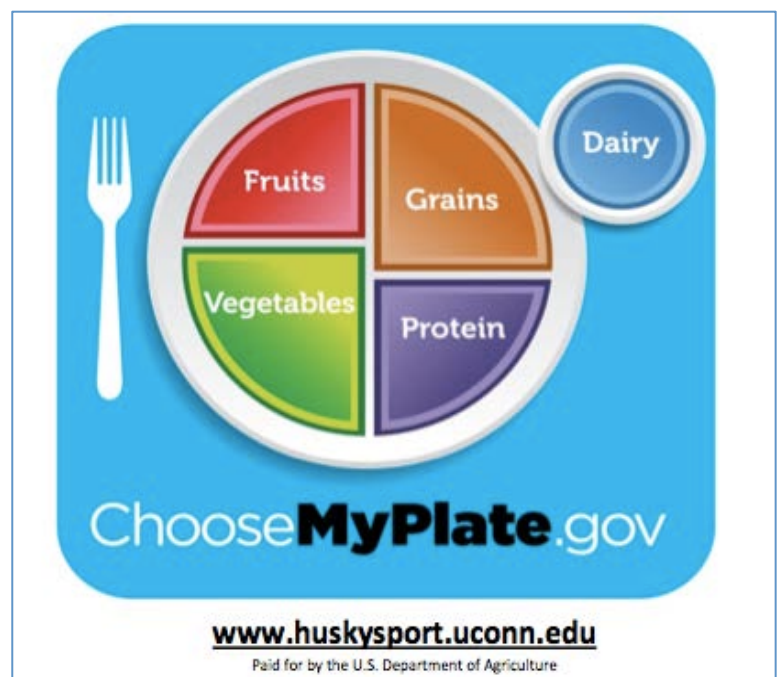 Fruits
Grains
Dairy
Vegetables
Protein
ChooseMyPlate.gov
www.huskysport.uconn.edu
Paid for by the U.S. Department of Agriculture